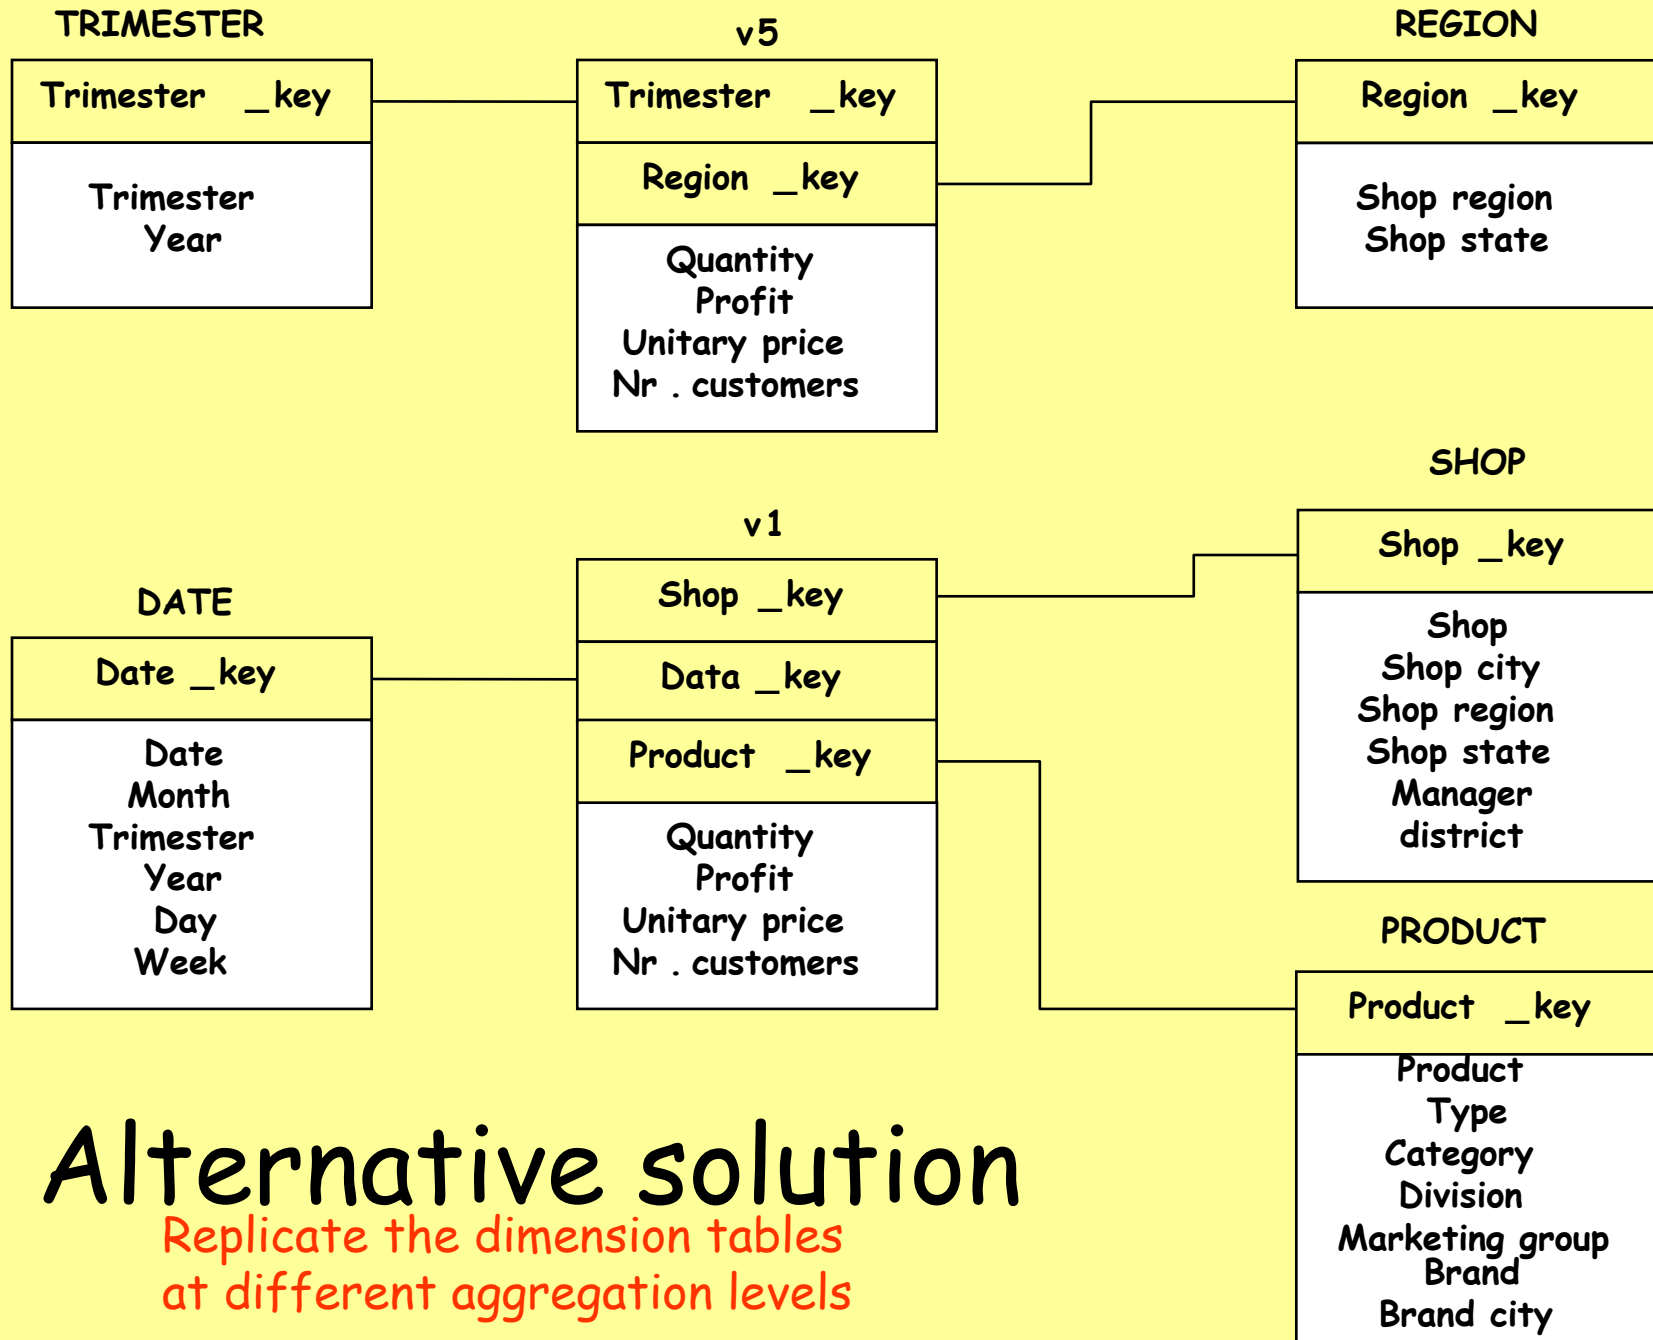 TRIMESTER
Trimester _key
Trimester
Year
v5
Trimester _key
Region _key
Quantity
Profit
Unitary price
Nr . customers
REGION
Region _key
Shop region
Shop state
DATE
Date _key
Date
Month
Trimester
Year
Day
Week
v1
Shop _key
Data _key
Product _key
Quantity
Profit
Unitary price
Nr . customers
SHOP
Shop _key
Shop
Shop city
Shop region
Shop state
Manager
district
PRODUCT
Product _key
Product
Type
Category
Division
Marketing group
Brand
Brand city
Alternative solution
Replicate the dimension tables
at different aggregation levels